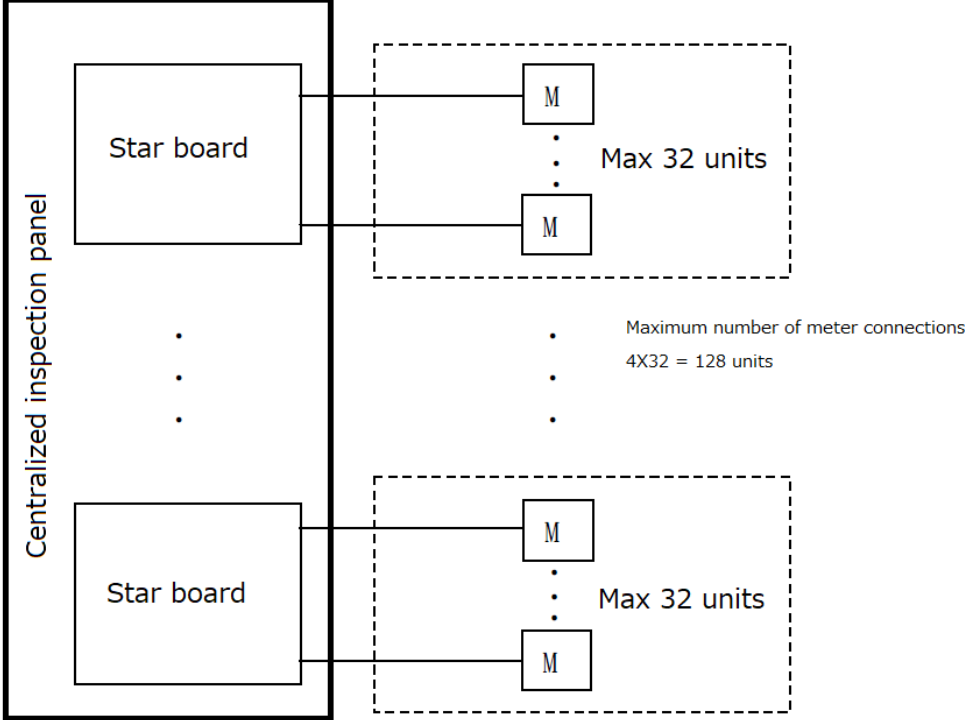 Centralized inspection panel
Star board
M
Max 32 units
M
Maximum number of meter connections
4X32 = 128 units
Star board
M
Max 32 units
M